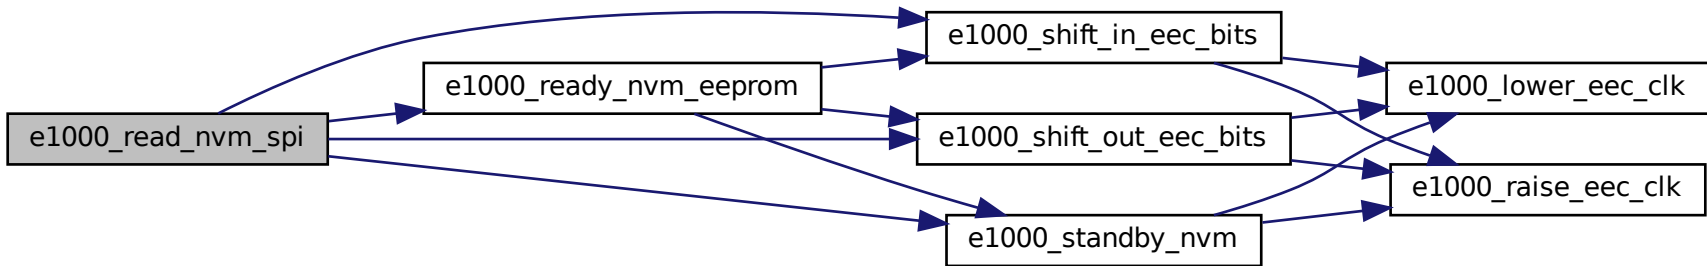 e1000_read_nvm_spi
e1000_ready_nvm_eeprom
e1000_shift_in_eec_bits
e1000_shift_out_eec_bits
e1000_standby_nvm
e1000_lower_eec_clk
e1000_raise_eec_clk